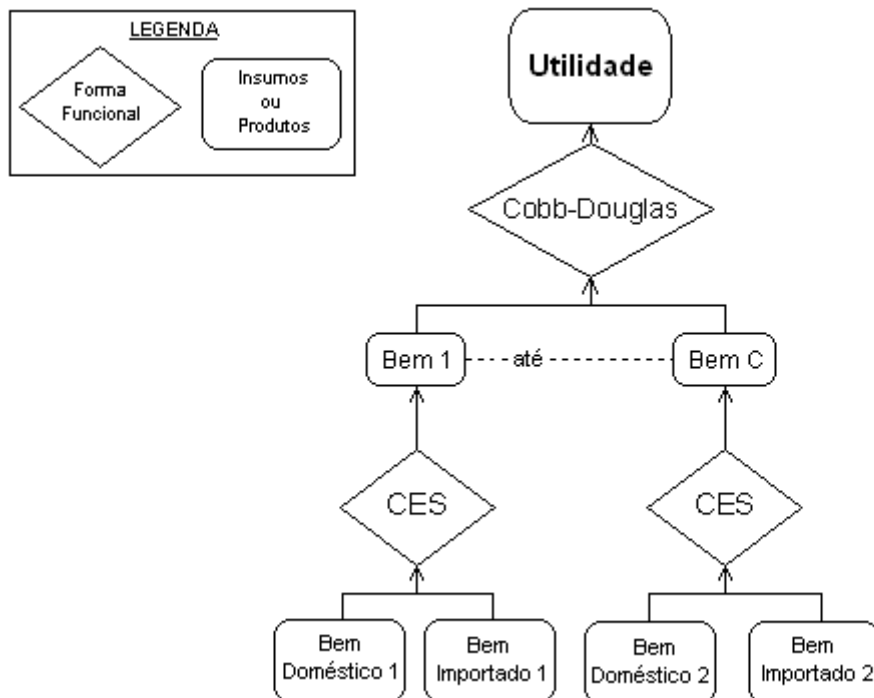 LEGENDA
Forma
Funcional
Insumos
ou
Produtos
Utilidade
Cobb-Douglas
Bem 1
até
Bem C
CES
CES
Bem
Doméstico 1
Bem
Importado 1
Bem
Doméstico 2
Bem
Importado 2